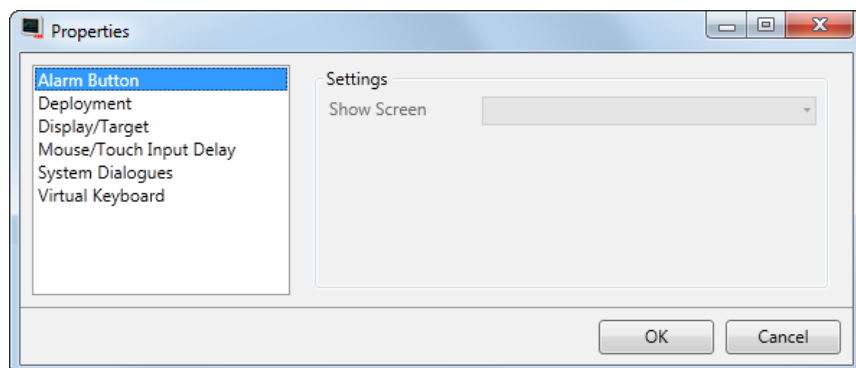 Properties
Alarm Button
Deployment
Display/Target
Mouse/Touch Input Delay
System Dialogues
Virtual Keyboard
Settings
Show Screen
OK
Cancel